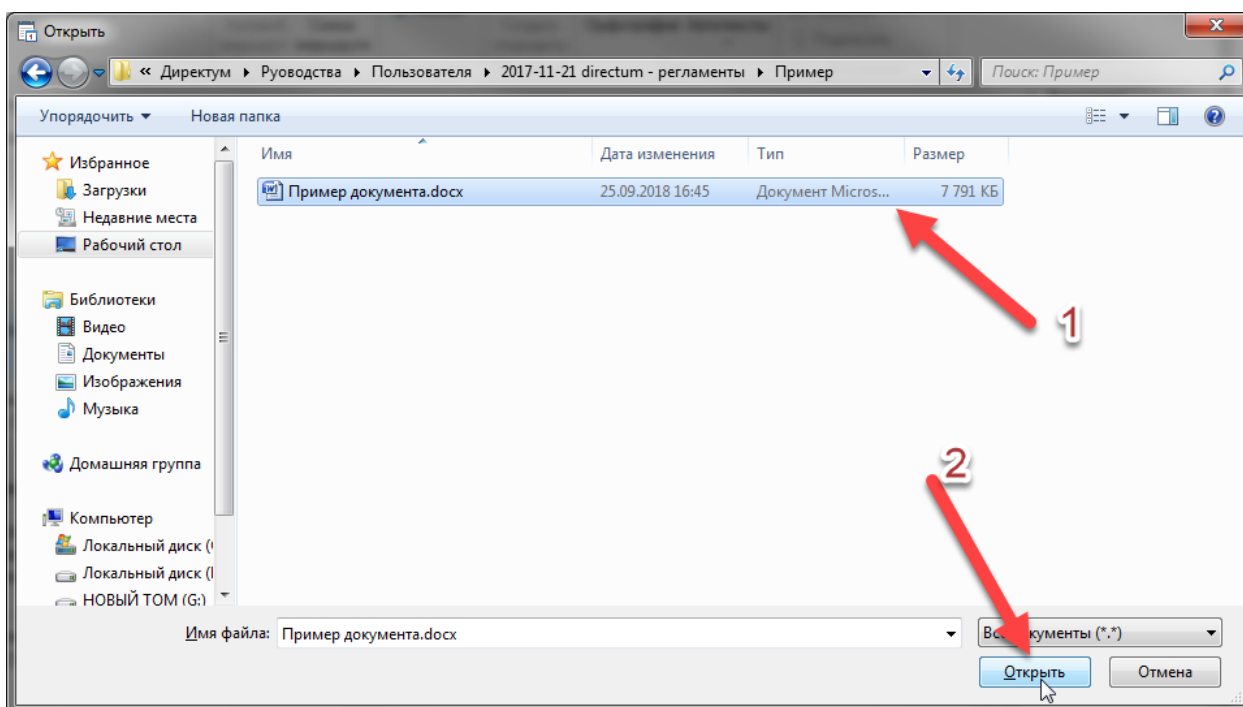 Открыть
« Директум ▸ Руоводства ▸ Пользователя ▸ 2017-11-21 directum - регламенты ▸ Пример
Поиск: Пример
Упорядочить Новая папка
Имя Дата изменения Тип Размер
Избранное
Загрузки
Недавние места
Рабочий стол
Библиотеки
Видео
Документы
Изображения
Музыка
Домашняя группа
Компьютер
Локальный диск (
Локальный диск (
НОВЫЙ ТОМ (G:)
Пример документа.docx 25.09.2018 16:45 Документ Micros... 7 791 КБ
1
2
Имя файла: Пример документа.docx
(*.*)
Открыть Отмена